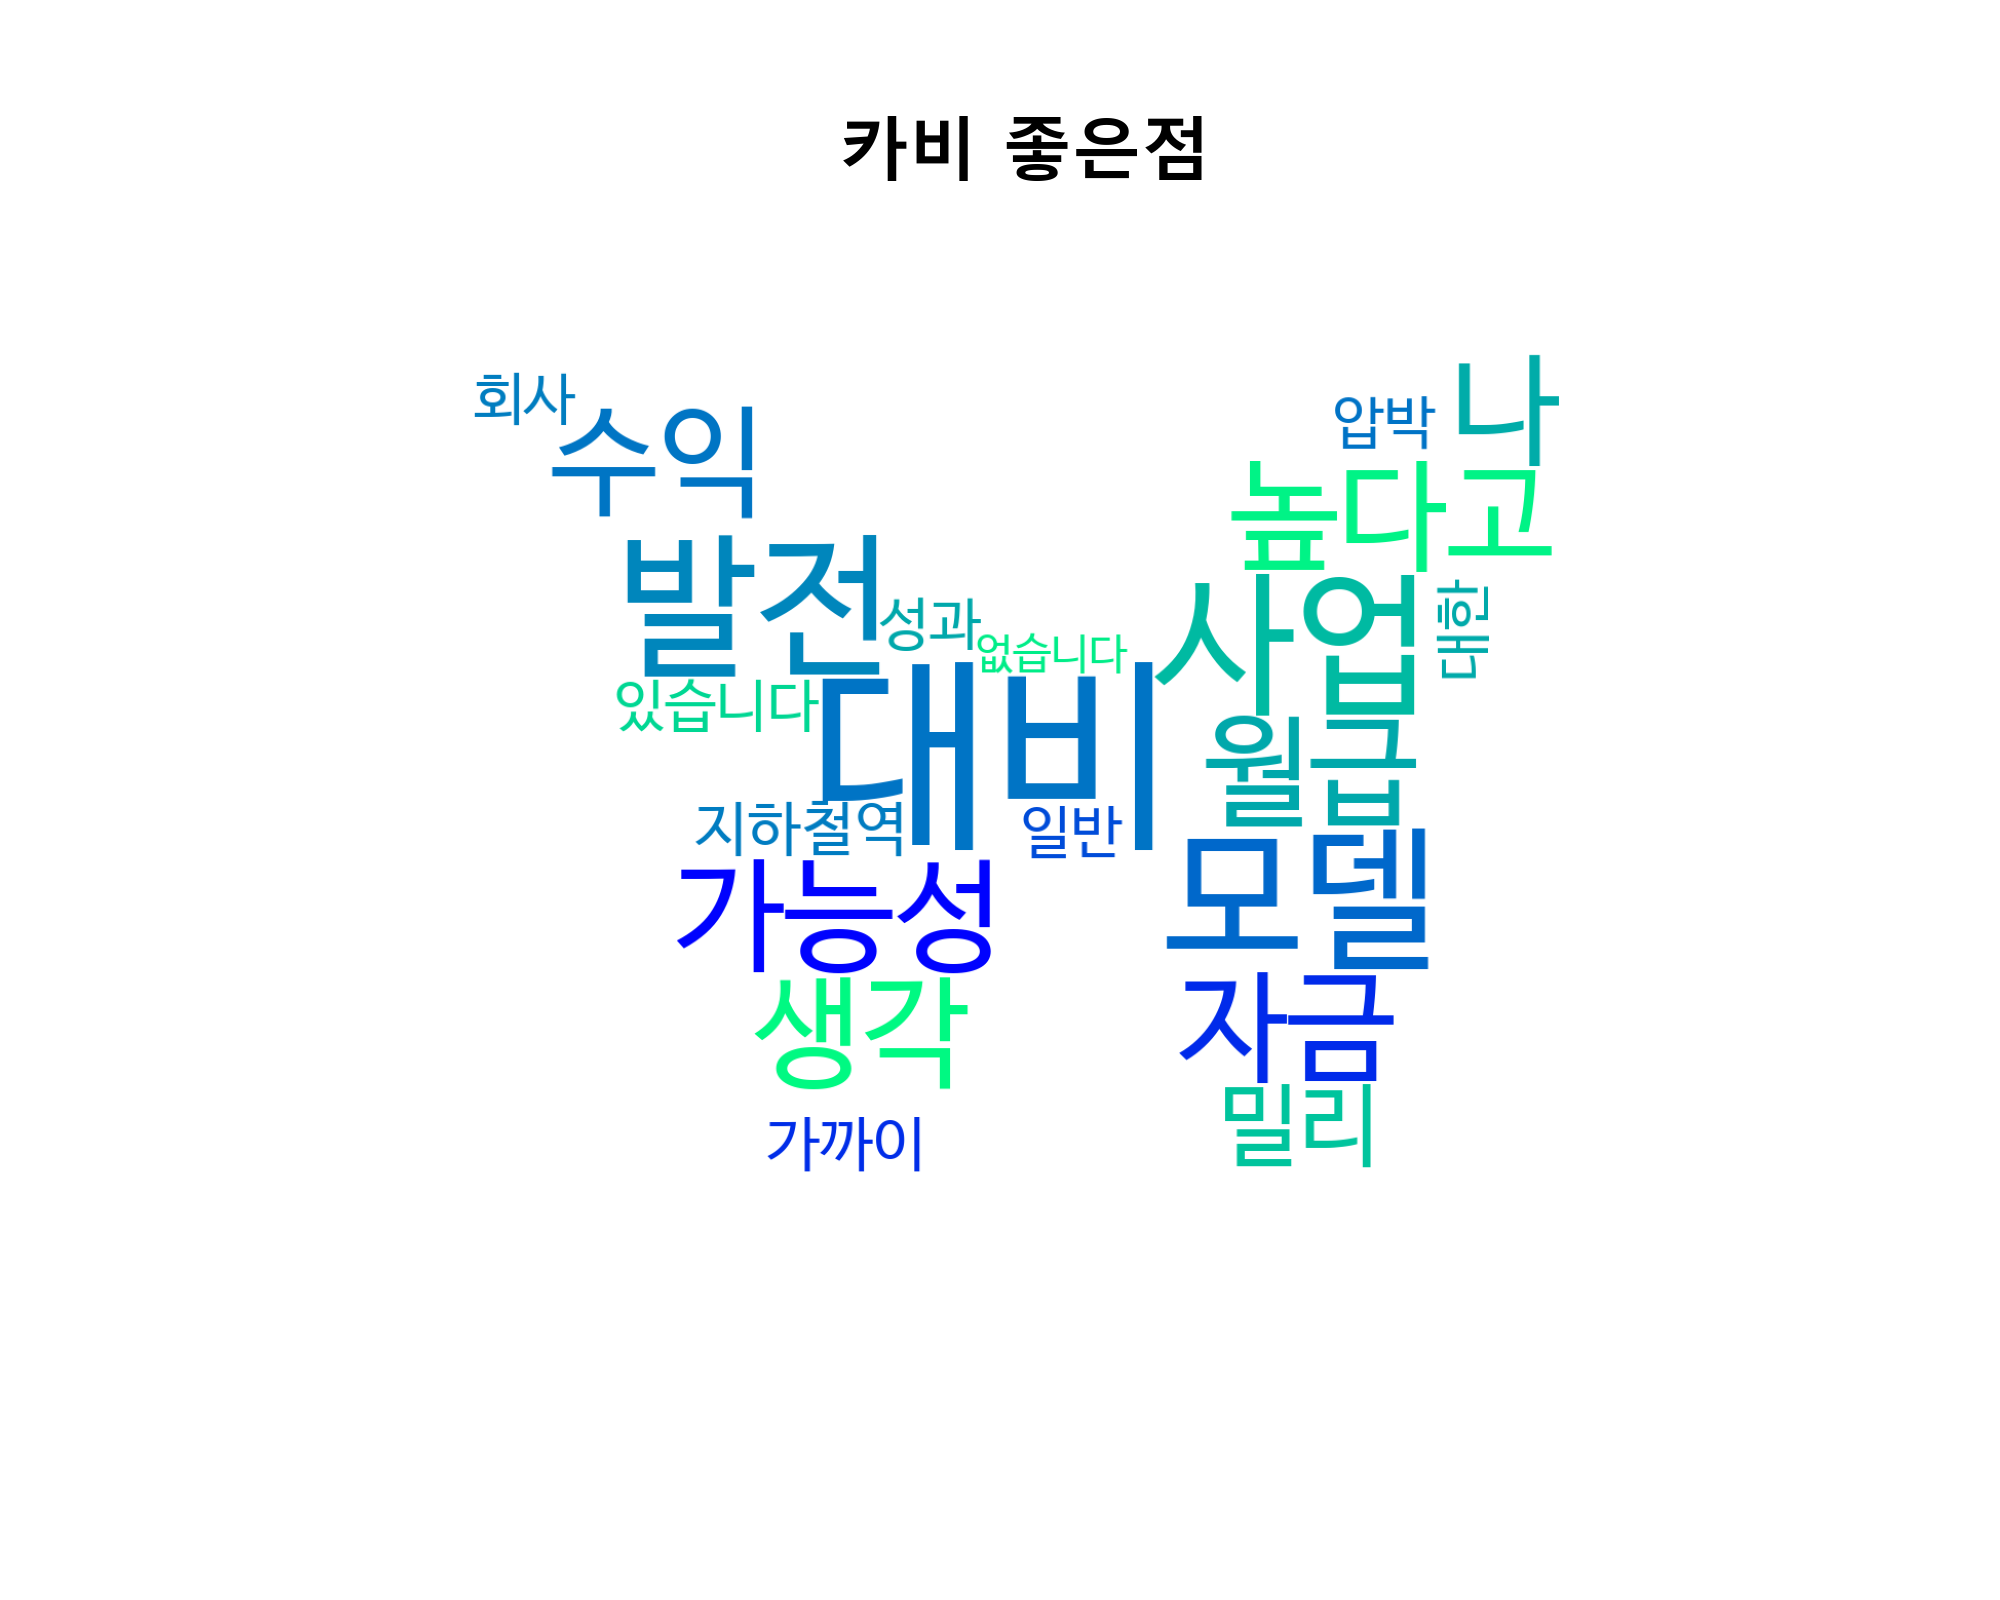 카비 좋은점
회사
수익
압박
나
높다고
발전
성과
없습니다
사업
대한
있습니다
대비
월급
지하철역
일반
모델
가능성
생각
자금
밀리
가까이